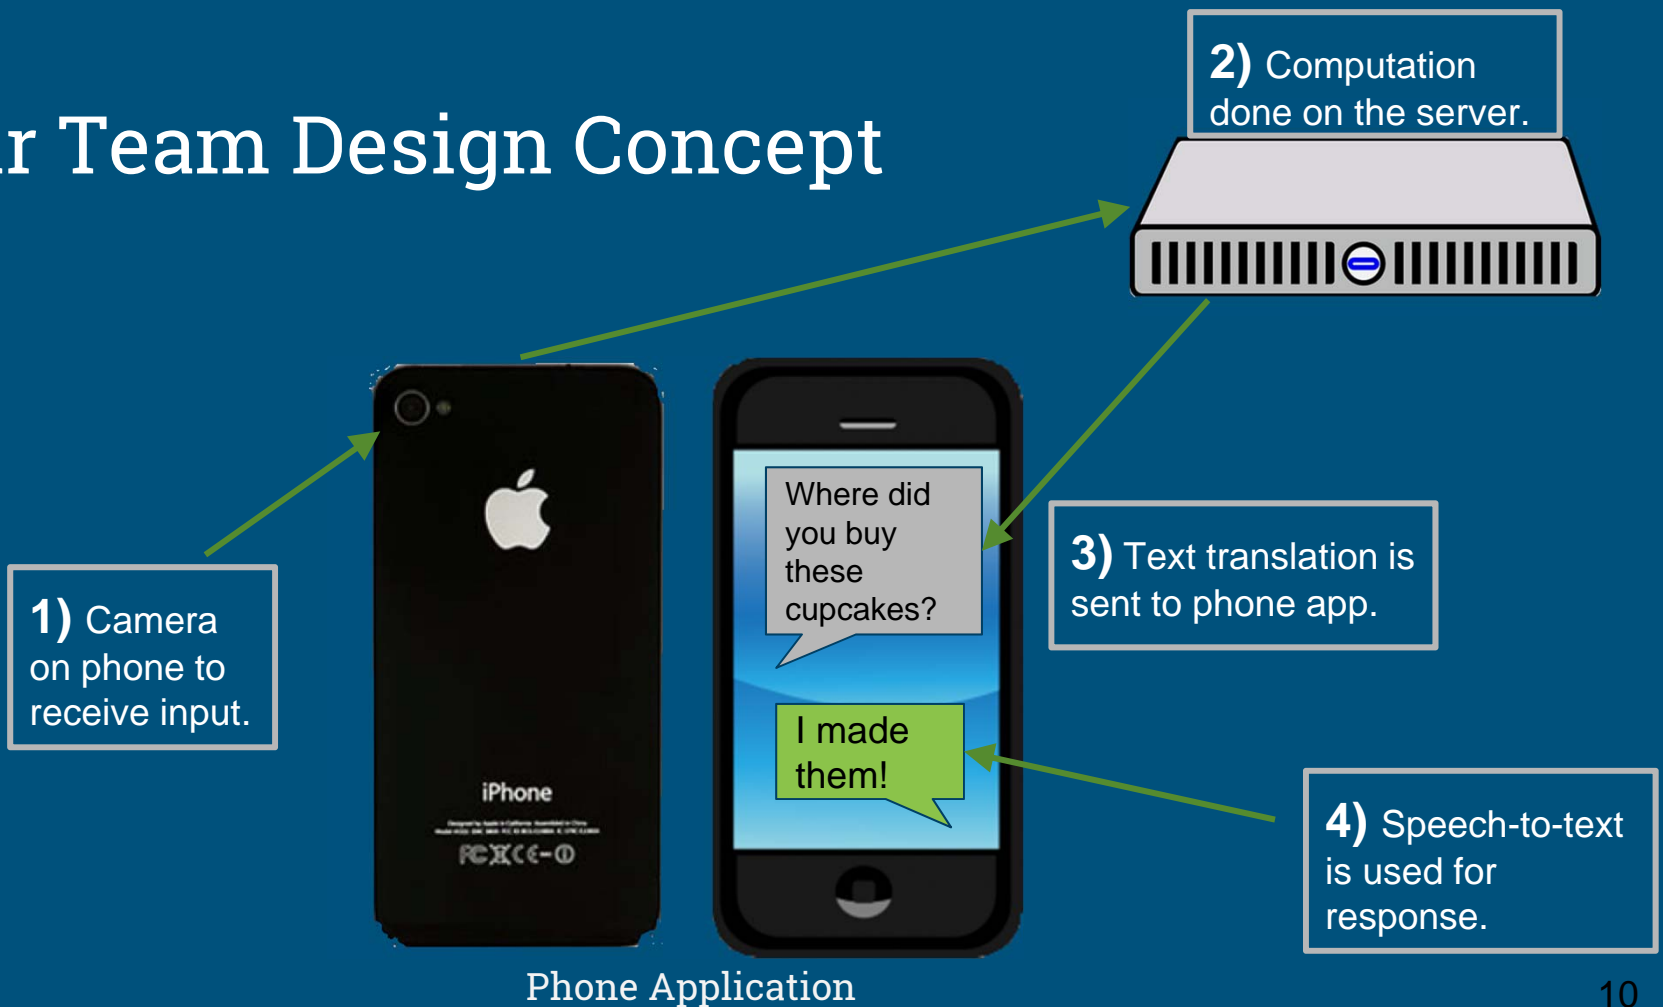 r Team Design Concept
2) Computation
done on the server.
1) Camera
on phone to
receive input.
iPhone
Where did
you buy
these
cupcakes?
I made
them!
3) Text translation is
sent to phone app.
4) Speech-to-text
is used for
response.
Phone Application
10